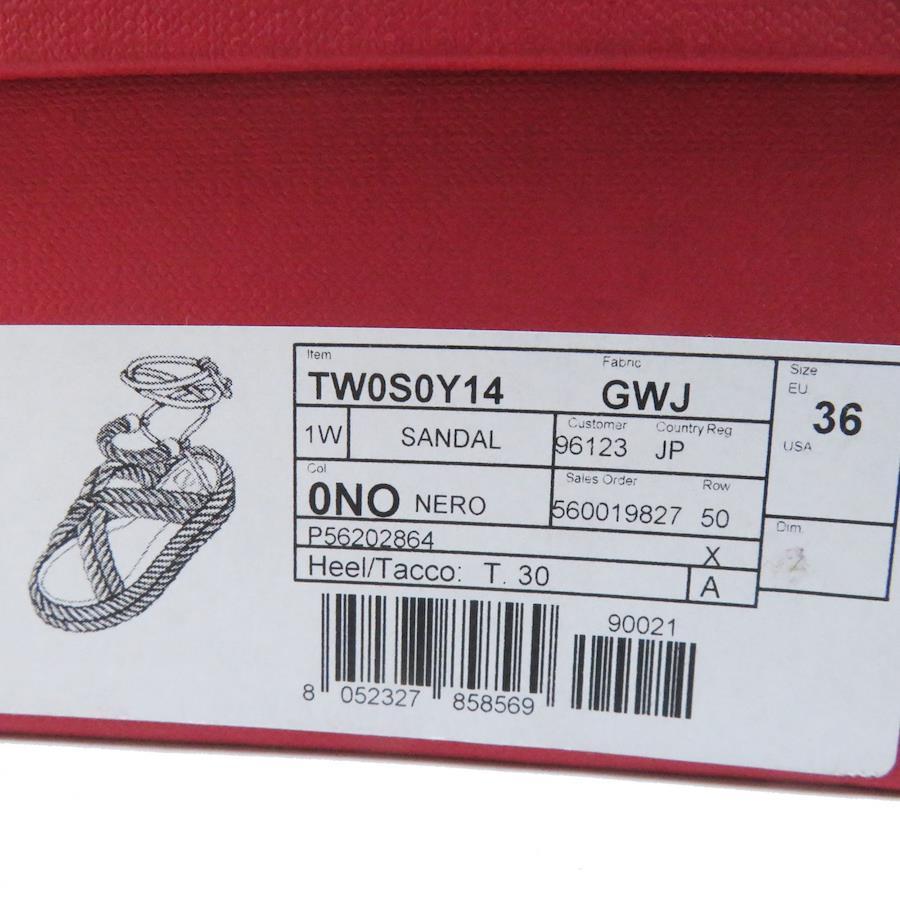 Item
Fabric
TW0S0Y14 GWJ
1W SANDAL
Customer Country Reg
96123 JP
Col
0NO NERO
Sales Order Row
560019827 50
P56202864
X
Heel/Tacco: T. 30
A
Size
EU
36
USA
Dim.
8 052327 858569
90021